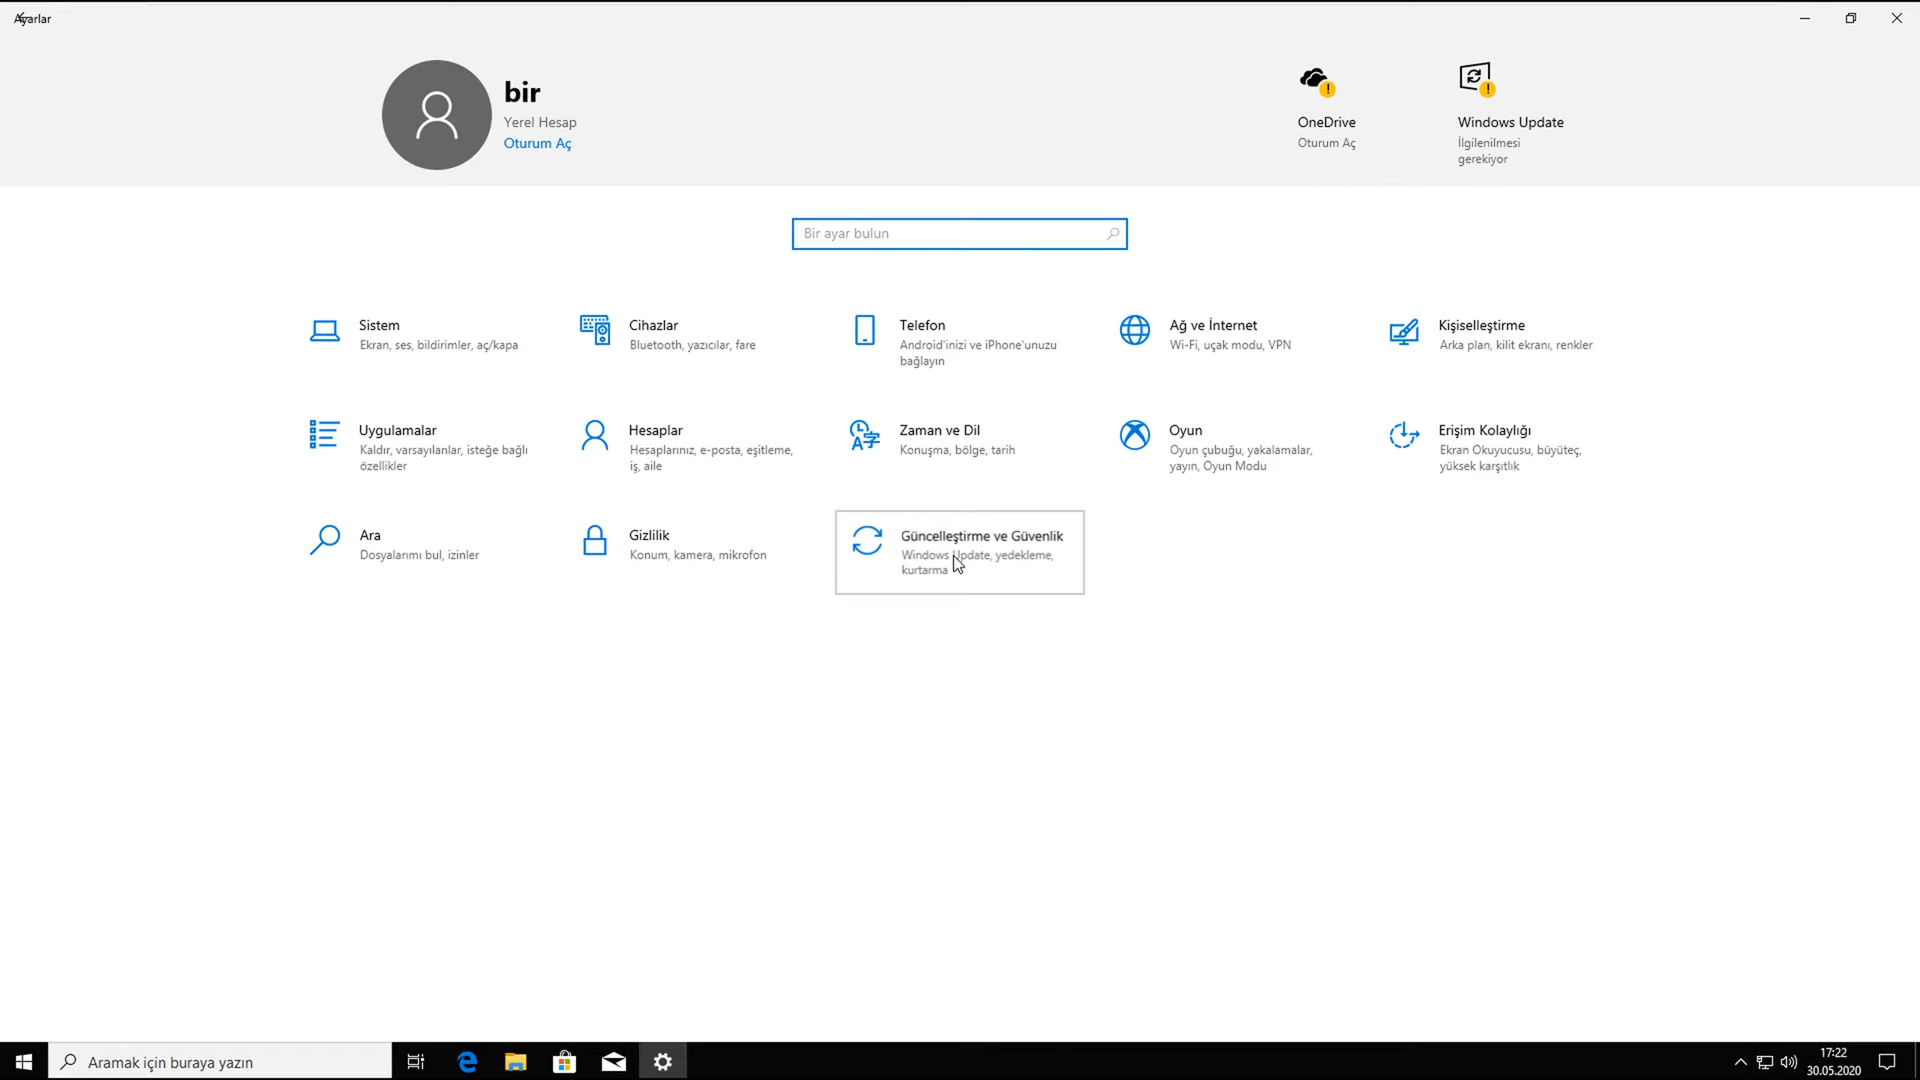 Ayarlar
bir
Yerel Hesap
Oturum Aç
OneDrive
Oturum Aç
Windows Update
İlgilenilmesi
gerekiyor
Bir ayar bulun
Sistem
Ekran, ses, bildirimler, aç/kapa
Cihazlar
Bluetooth, yazıcılar, fare
Telefon
Android'inizi ve iPhone'unuzu
bağlayın
Ağ ve İnternet
Wi-Fi, uçak modu, VPN
Kişiselleştirme
Arka plan, kilit ekranı, renkler
Uygulamalar
Kaldır, varsayılanlar, isteğe bağlı
özellikler
Hesaplar
Hesaplarınız, e-posta, eşitleme,
iş, aile
Zaman ve Dil
Konuşma, bölge, tarih
Oyun
Oyun çubuğu, yakalamalar,
yayın, Oyun Modu
Erişim Kolaylığı
Ekran Okuyucusu, büyüteç,
yüksek karşıtlık
Ara
Dosyalarımı bul, izinler
Gizlilik
Konum, kamera, mikrofon
Güncelleştirme ve Güvenlik
Windows Update, yedekleme,
kurtarma
Aramak için buraya yazın
17:22
30.05.2020